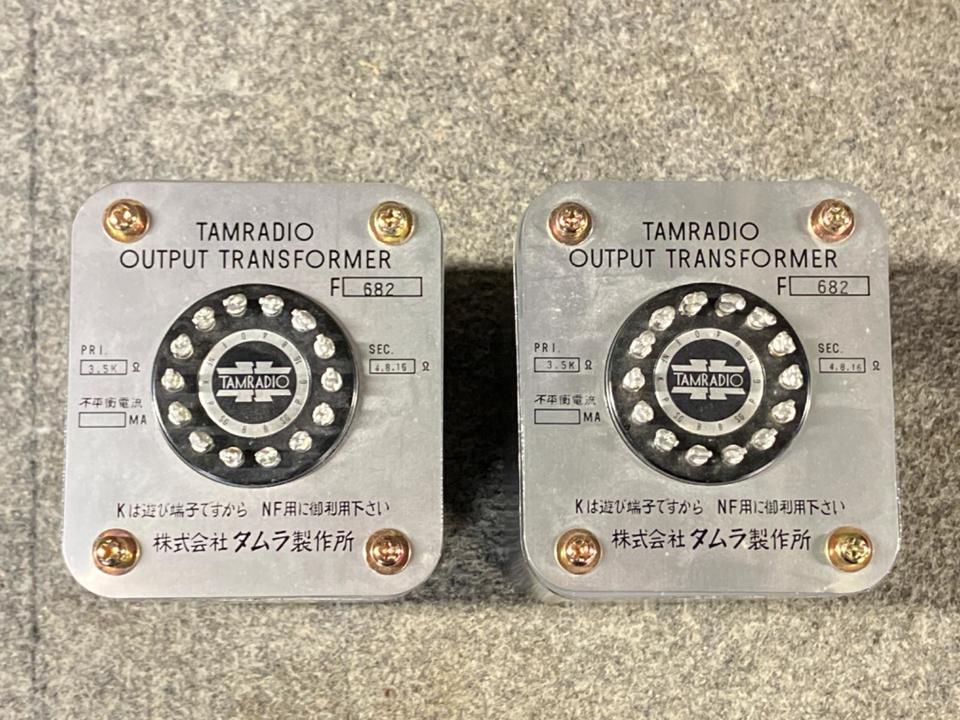 TAMRADIO
OUTPUT TRANSFORMER
F 682
PRI.
3.5K Ω
SEC.
4.8.16 Ω
不平衡電流
MA
TAMRADIO
Kは遊び端子ですから NF用に御利用下さい
株式会社タムラ製作所
TAMRADIO
OUTPUT TRANSFORMER
F 682
PRI.
3.5K Ω
SEC.
4.8.16 Ω
不平衡電流
MA
TAMRADIO
Kは遊び端子ですから NF用に御利用下さい
株式会社タムラ製作所